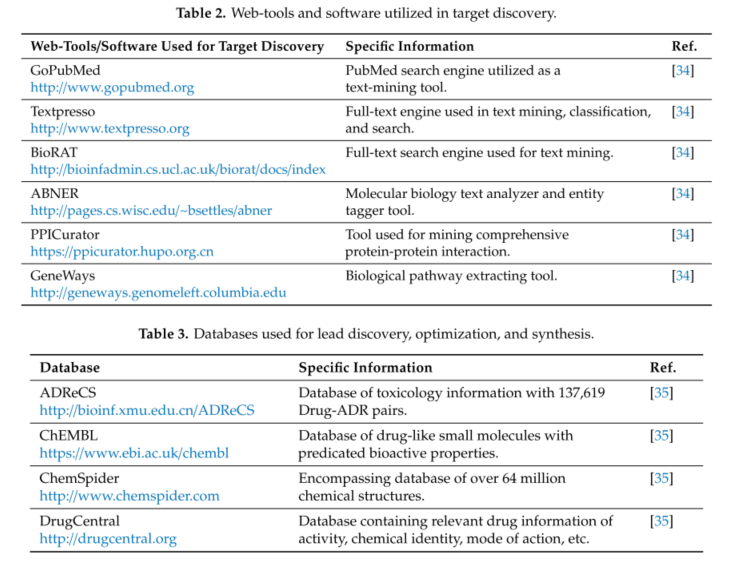 Table 2. Web-tools and software utilized in target discovery.
Web-Tools/Software Used for Target Discovery Specific Information Ref.
GoPubMed PubMed search engine utilized as a [34]
http://www.gopubmed.org text-mining tool.
Textpresso Full-text engine used in text mining, classification, [34]
http://www.textpresso.org and search.
BioRAT Full-text search engine used for text mining. [34]
http://bioinfadmin.cs.ucl.ac.uk/biorat/docs/index
ABNER Molecular biology text analyzer and entity [34]
http://pages.cs.wisc.edu/~bsettles/abner tagger tool.
PPICurator Tool used for mining comprehensive [34]
https://ppicurator.hupo.org.cn protein-protein interaction.
GeneWays Biological pathway extracting tool. [34]
http://geneways.genomeleft.columbia.edu
Table 3. Databases used for lead discovery, optimization, and synthesis.
Database Specific Information Ref.
ADReCS Database of toxicology information with 137,619 [35]
http://bioinf.xmu.edu.cn/ADReCS Drug-ADR pairs.
ChEMBL Database of drug-like small molecules with [35]
https://www.ebi.ac.uk/chembl predicated bioactive properties.
ChemSpider Encompassing database of over 64 million [35]
http://www.chemspider.com chemical structures.
DrugCentral Database containing relevant drug information of [35]
http://drugcentral.org activity, chemical identity, mode of action, etc.